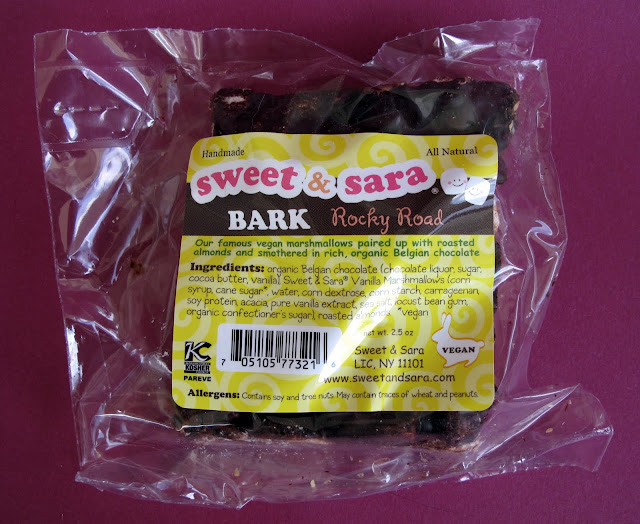 Handmade All Natural
sweet & sara®
BARK Rocky Road
Our famous vegan marshmallows paired up with roasted
almonds and smothered in rich, organic Belgian chocolate
Ingredients: organic Belgian chocolate (chocolate liquor, sugar,
cocoa butter, vanilla), Sweet & Sara® Vanilla Marshmallows (corn
syrup, cane sugar*, water, corn dextrose, corn starch, carrageenan,
soy protein, acacia, pure vanilla extract, sea salt, locust bean gum,
organic confectioner's sugar), roasted almonds *vegan
net wt. 2.5 oz
7 05105 77321
Sweet & Sara
LIC, NY 11101
www.sweetandsara.com
VEGAN
KOSHER
PAREVE
Allergens: Contains soy and tree nuts. May contain traces of wheat and peanuts.